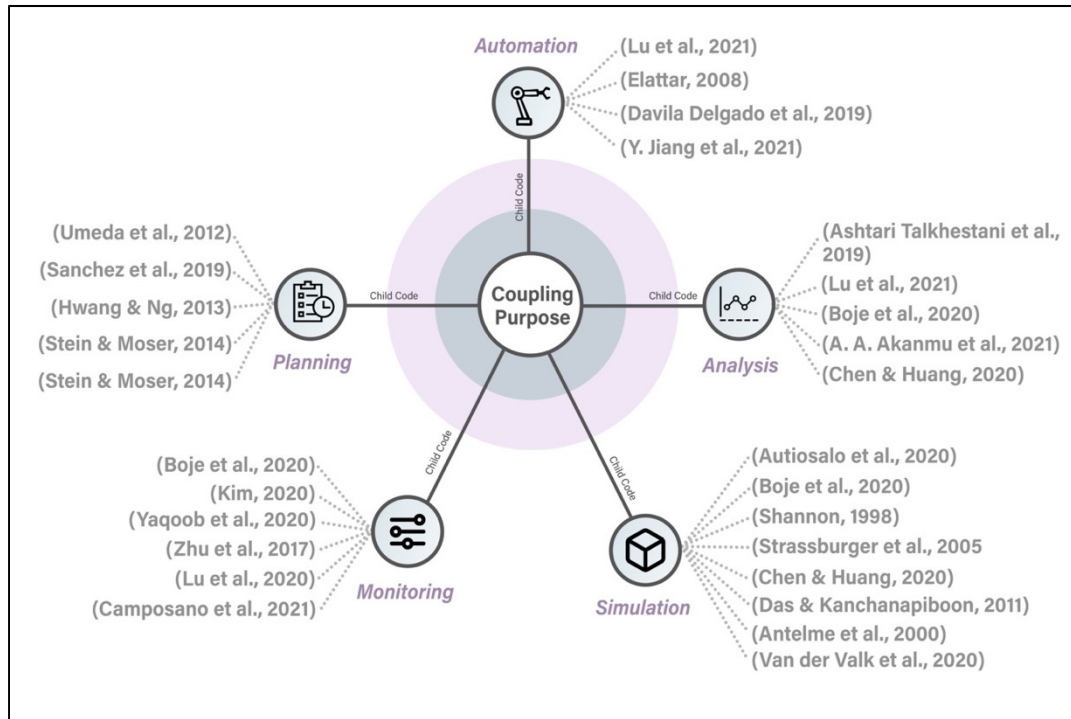 Automation
(Lu et al., 2021)
(Elattar, 2008)
(Davila Delgado et al., 2019)
(Y. Jiang et al., 2021)
Child Code
(Umeda et al., 2012)
(Sanchez et al., 2019)
(Hwang & Ng, 2013)
(Stein & Moser, 2014)
(Stein & Moser, 2014)
Planning
Child Code
Coupling
Purpose
Child Code
(Ashtari Talkhestani et al.,
2019)
(Lu et al., 2021)
(Boje et al., 2020)
(A. A. Akanmu et al., 2021)
(Chen & Huang, 2020)
Analysis
Child Code
(Boje et al., 2020)
(Kim, 2020)
(Yaqoob et al., 2020)
(Zhu et al., 2017)
(Lu et al., 2020)
(Camposano et al., 2021)
Monitoring
Child Code
(Autiosalo et al., 2020)
(Boje et al., 2020)
(Shannon, 1998)
(Strassburger et al., 2005
(Chen & Huang, 2020)
(Das & Kanchanapiboon, 2011)
(Antelme et al., 2000)
(Van der Valk et al., 2020)
Simulation